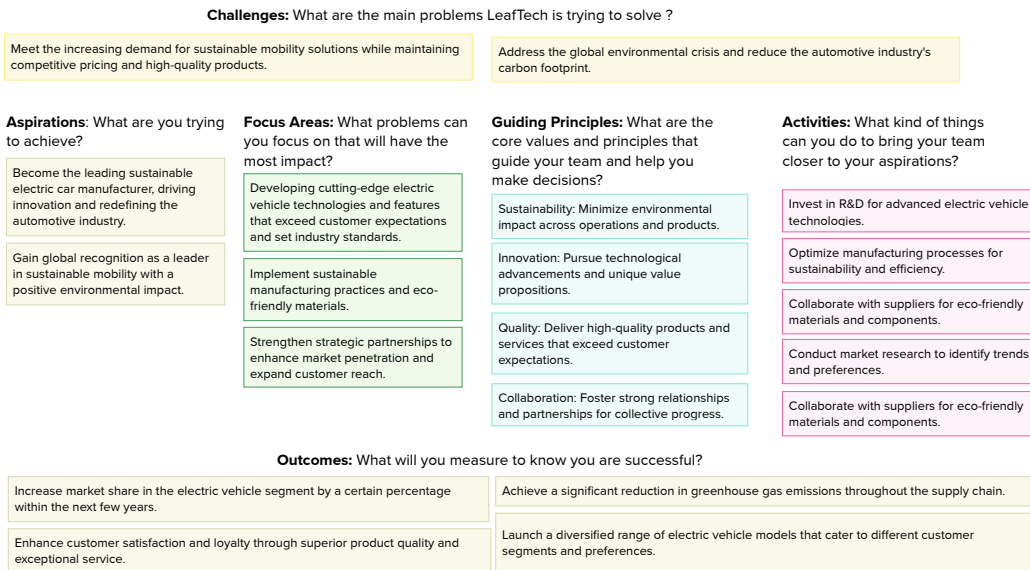 Challenges: What are the main problems LeafTech is trying to solve ?
Meet the increasing demand for sustainable mobility solutions while maintaining
competitive pricing and high-quality products.
Address the global environmental crisis and reduce the automotive industry's
carbon footprint.
Aspirations: What are you trying
to achieve?
Become the leading sustainable
electric car manufacturer, driving
innovation and redefining the
automotive industry.
Gain global recognition as a leader
in sustainable mobility with a
positive environmental impact.
Focus Areas: What problems can
you focus on that will have the
most impact?
Developing cutting-edge electric
vehicle technologies and features
that exceed customer expectations
and set industry standards.
Implement sustainable
manufacturing practices and eco-
friendly materials.
Strengthen strategic partnerships to
enhance market penetration and
expand customer reach.
Guiding Principles: What are the
core values and principles that
guide your team and help you
make decisions?
Sustainability: Minimize environmental
impact across operations and products.
Innovation: Pursue technological
advancements and unique value
propositions.
Quality: Deliver high-quality products and
services that exceed customer
expectations.
Collaboration: Foster strong relationships
and partnerships for collective progress.
Activities: What kind of things
can you do to bring your team
closer to your aspirations?
Invest in R&D for advanced electric vehicle
technologies.
Optimize manufacturing processes for
sustainability and efficiency.
Collaborate with suppliers for eco-friendly
materials and components.
Conduct market research to identify trends
and preferences.
Collaborate with suppliers for eco-friendly
materials and components.
Outcomes: What will you measure to know you are successful?
Increase market share in the electric vehicle segment by a certain percentage
within the next few years.
Enhance customer satisfaction and loyalty through superior product quality and
exceptional service.
Achieve a significant reduction in greenhouse gas emissions throughout the supply chain.
Launch a diversified range of electric vehicle models that cater to different customer
segments and preferences.